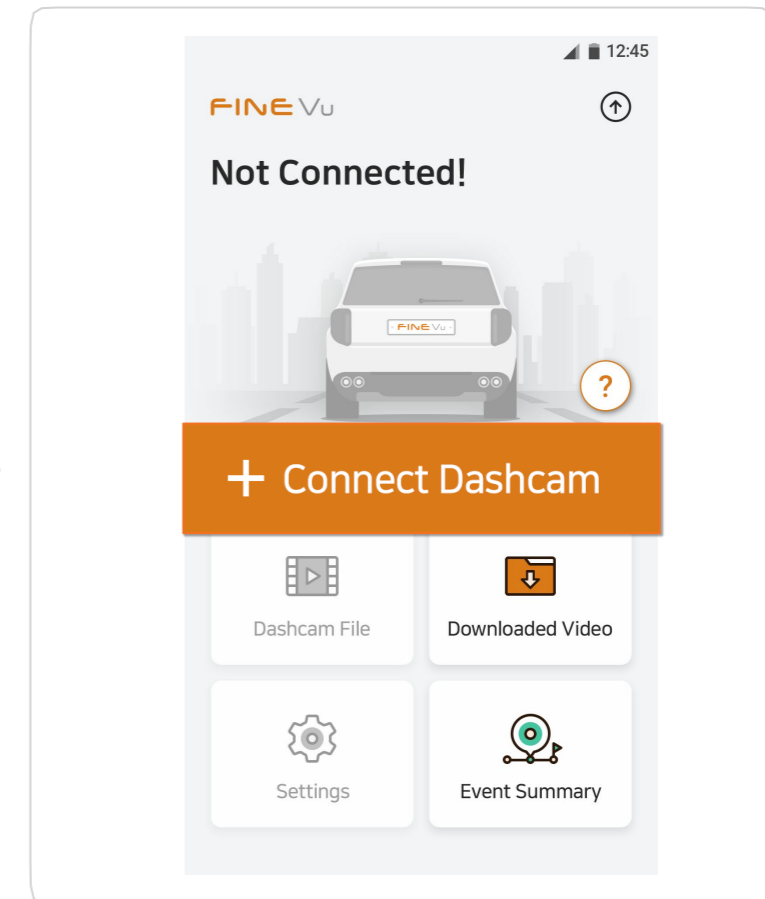 12:45
FINEVu
Not Connected!
FINEVu
?
+ Connect Dashcam
Dashcam File
Downloaded Video
Settings
Event Summary